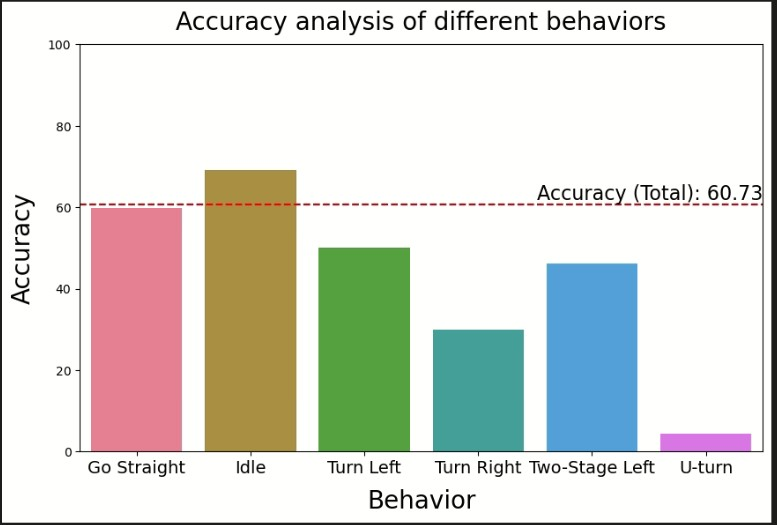 Accuracy analysis of different behaviors
100
80
60
40
20
0
Accuracy
Accuracy (Total): 60.73
Go Straight Idle Turn Left Turn Right Two-Stage Left U-turn
Behavior